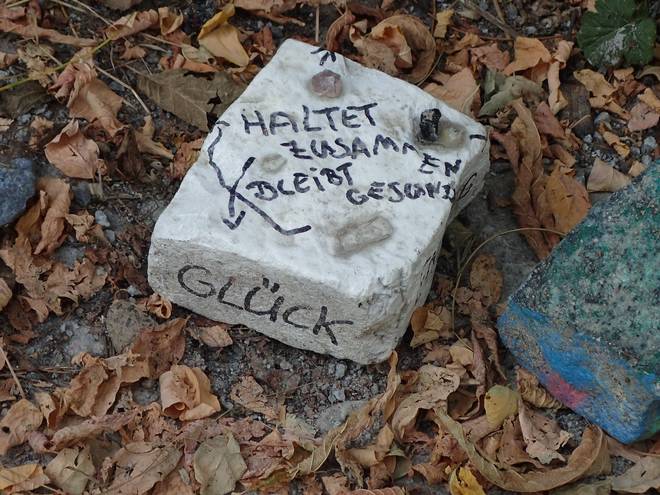 HALTET
ZUSAMMEN
BLEIBT
GESUND
GLÜCK